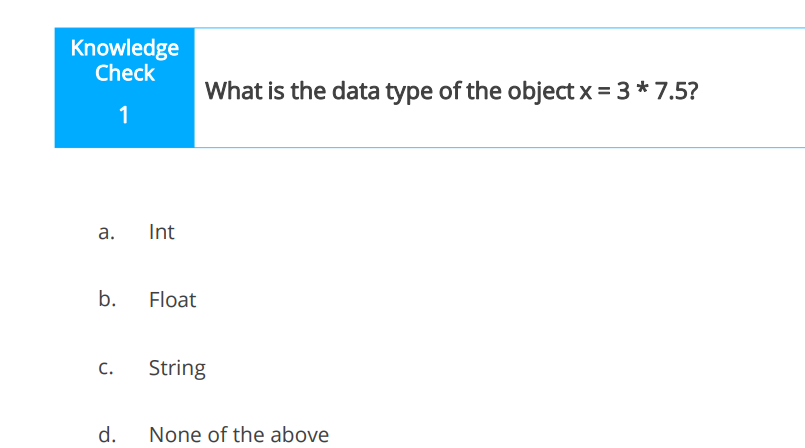 Knowledge
Check
1
What is the data type of the object x = 3 * 7.5?
a. Int
b. Float
c. String
d. None of the above